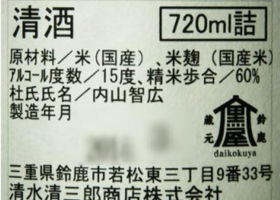 清酒 720ml詰
原材料／米(国産)、米麹(国産米)
アルコール度数／15度、精米歩合／60%
杜氏氏名／内山智広
製造年月
鈴鹿
蔵元
daikokuya
三重県鈴鹿市若松東三丁目9番33号
清水清三郎商店株式会社